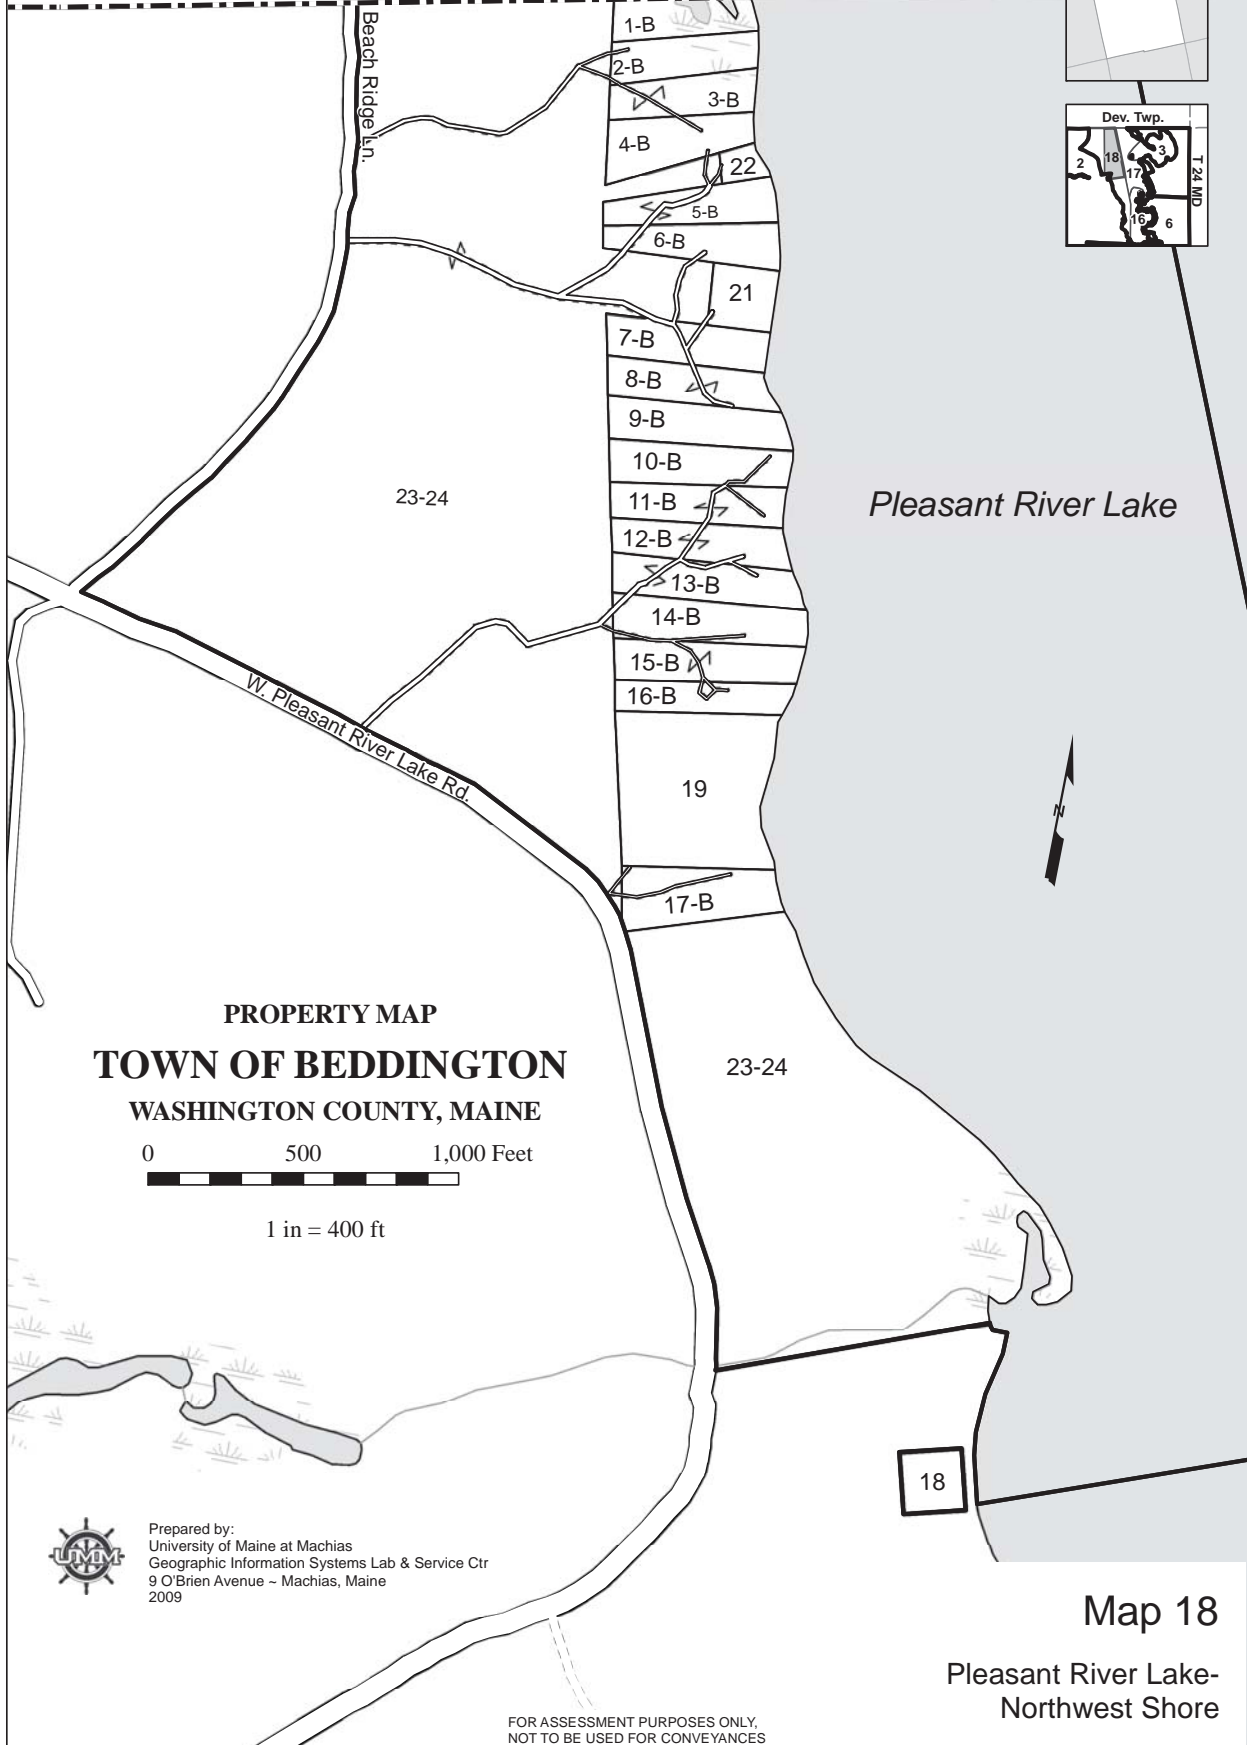 Beach Ridge Ln.
1-B
2-B
3-B
4-B
22
5-B
6-B
21
7-B
8-B
9-B
10-B
11-B
12-B
13-B
14-B
15-B
16-B
19
17-B
23-24
23-24
18
Dev. Twp.
2
18
3
17
16
6
T 24 MD
Pleasant River Lake
W. Pleasant River Lake Rd.
N
PROPERTY MAP
TOWN OF BEDDINGTON
WASHINGTON COUNTY, MAINE
0 500 1,000 Feet
1 in = 400 ft
UMM
Prepared by:
University of Maine at Machias
Geographic Information Systems Lab & Service Ctr
9 O'Brien Avenue ~ Machias, Maine
2009
Map 18
Pleasant River Lake-
Northwest Shore
FOR ASSESSMENT PURPOSES ONLY,
NOT TO BE USED FOR CONVEYANCES